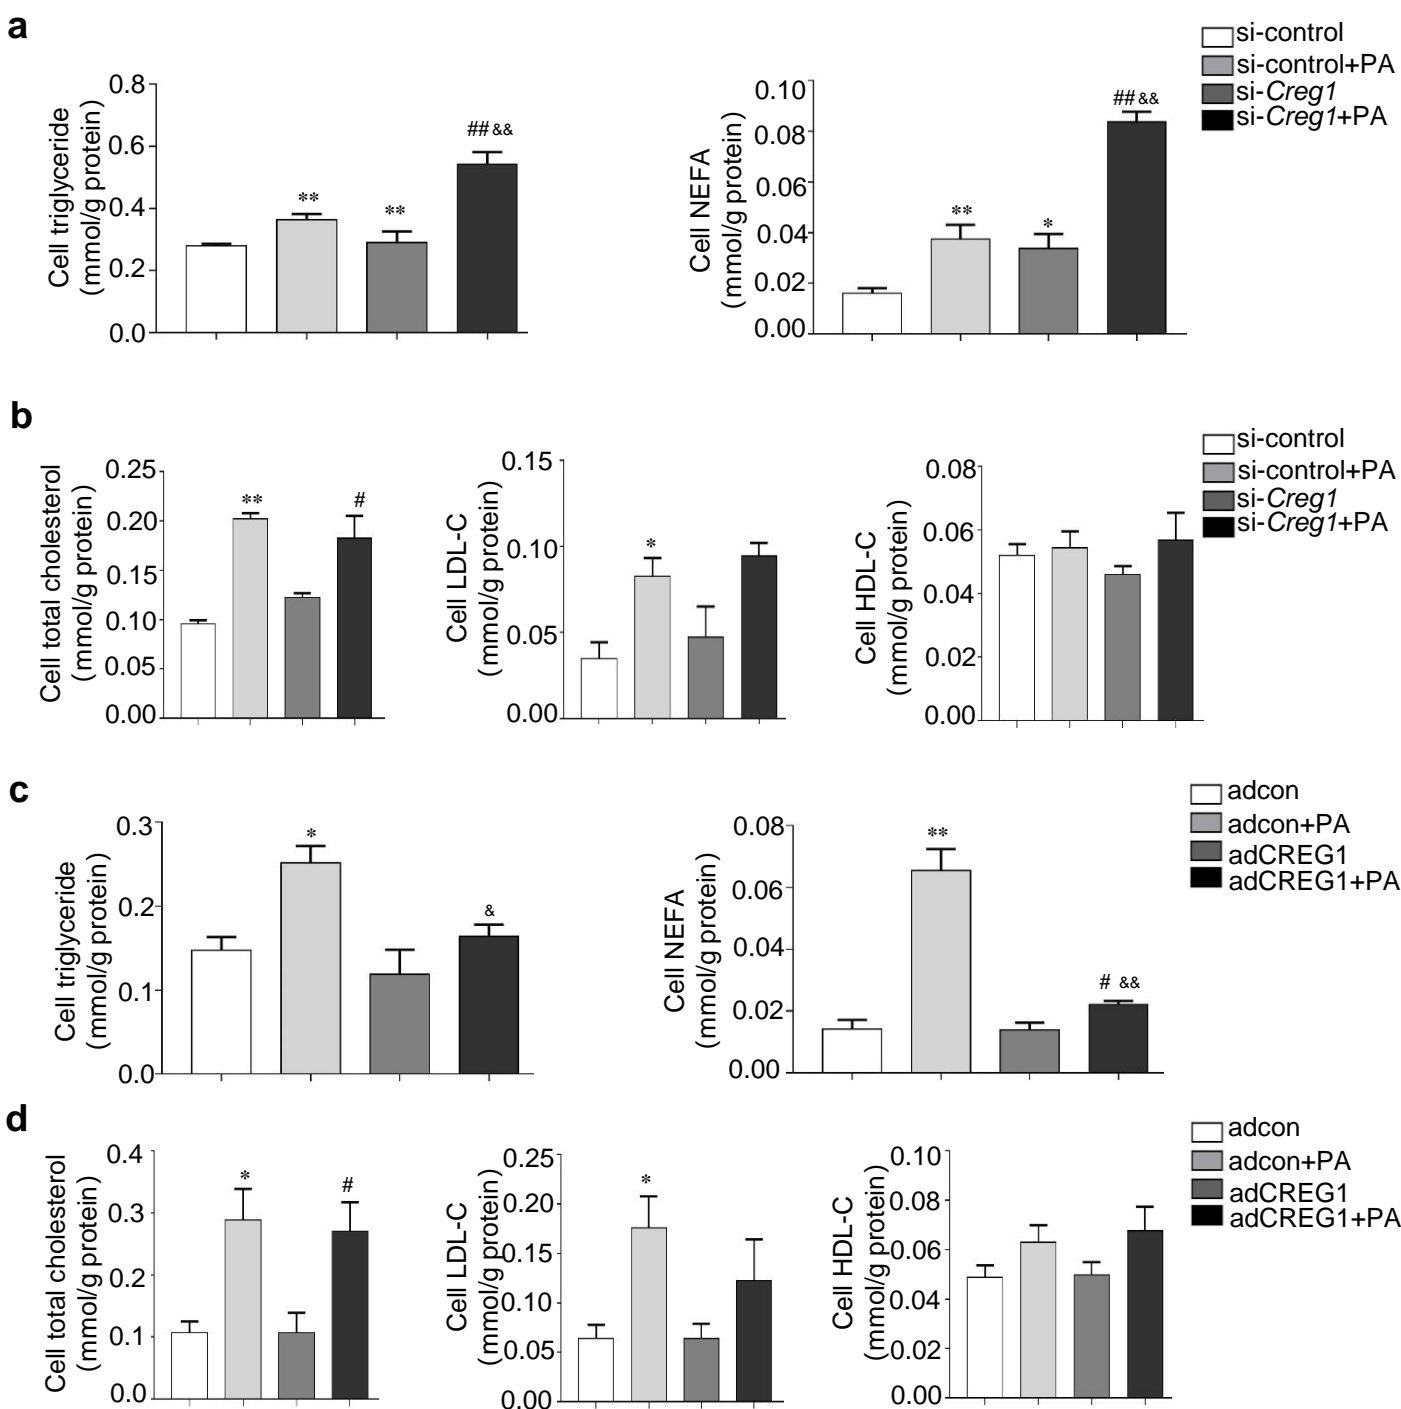 a
si-control
si-control+PA
si-Creg1
si-Creg1+PA
Cell triglyceride
(mmol/g protein)
0.8
0.6
0.4
0.2
0.0
**
**
## &&
Cell NEFA
(mmol/g protein)
0.10
0.08
0.06
0.04
0.02
0.00
**
*
## &&
b
si-control
si-control+PA
si-Creg1
si-Creg1+PA
Cell total cholesterol
(mmol/g protein)
0.25
0.20
0.15
0.10
0.05
0.00
**
#
Cell LDL-C
(mmol/g protein)
0.15
0.10
0.05
0.00
*
Cell HDL-C
(mmol/g protein)
0.08
0.06
0.04
0.02
0.00
c
adcon
adcon+PA
adCREG1
adCREG1+PA
Cell triglyceride
(mmol/g protein)
0.3
0.2
0.1
0.0
*
&
Cell NEFA
(mmol/g protein)
0.08
0.06
0.04
0.02
0.00
**
# &&
d
adcon
adcon+PA
adCREG1
adCREG1+PA
Cell total cholesterol
(mmol/g protein)
0.4
0.3
0.2
0.1
0.0
*
#
Cell LDL-C
(mmol/g protein)
0.25
0.20
0.15
0.10
0.05
0.00
*
Cell HDL-C
(mmol/g protein)
0.10
0.08
0.06
0.04
0.02
0.00